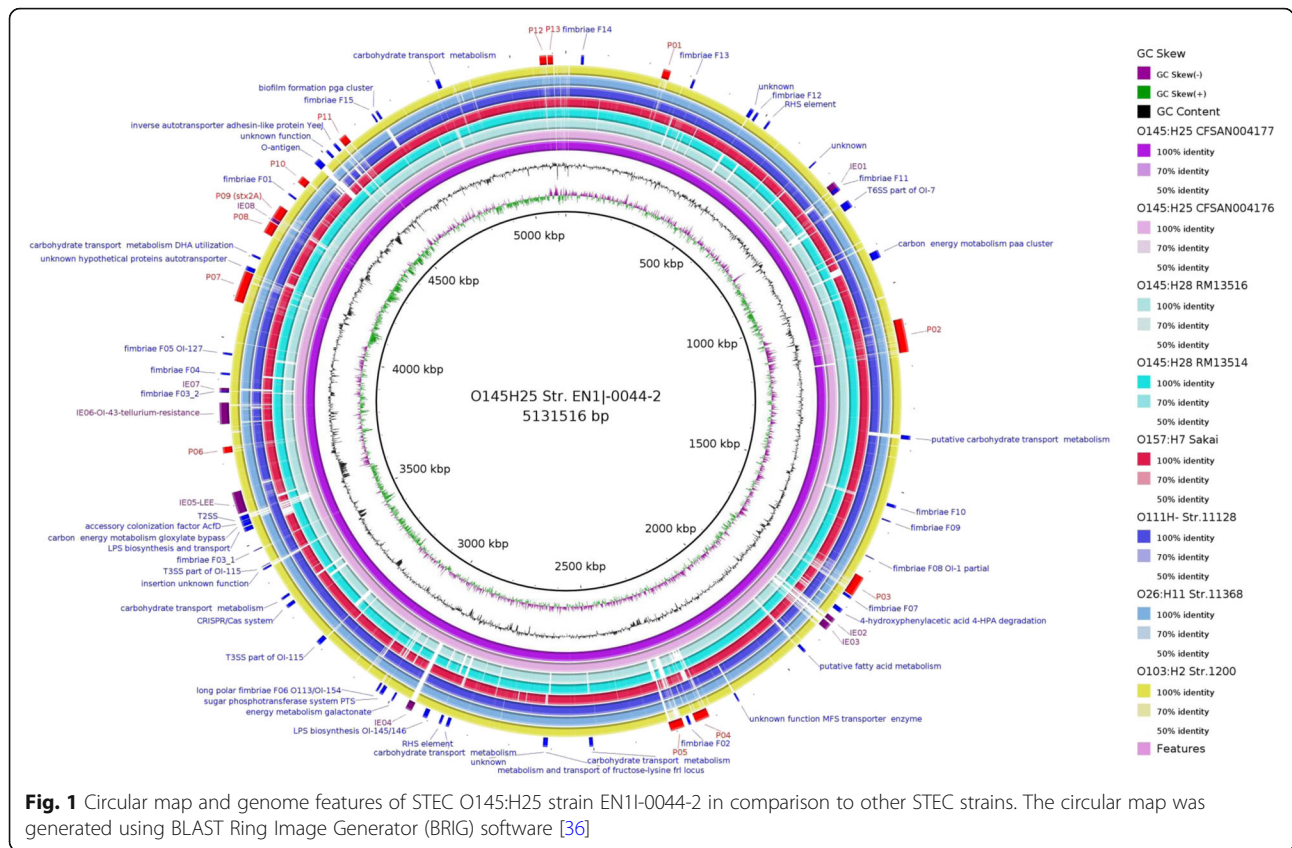 P12
P13
fimbriae F14
carbohydrate transport metabolism
P01
fimbriae F13
biofilm formation pga cluster
fimbriae F15
unknown
fimbriae F12
RHS element
P11
inverse autotransporter adhesin-like protein YeeJ
unknown function
O-antigen
unknown
P10
fimbriae F01
IE01
fimbriae F11
T6SS part of OI-7
P09 (stx2A)
IE08
P08
carbohydrate transport metabolism DHA utilization
unknown hypothetical proteins autrotransporter
carbon energy metabolism paa cluster
P07
P02
fimbriae F05 OI-127
fimbriae F04
IE07
fimbriae F03_2
IE06-OI-43-tellurium-resistance
putative carbohydrate transport metabolism
P06
IE05-LEE
T2SS
accessory colonization factor AcfD
carbon energy metabolism gloxylate bypass
LPS biosynthesis and transport
fimbriae F03_1
T3SS part of OI-115
insertion unknown function
fimbriae F10
fimbriae F09
fimbriae F08 OI-1 partial
P03
fimbriae F07
4-hydroxyphenylacetic acid 4-HPA degradation
IE02
IE03
carbohydrate transport metabolism
CRISPR/Cas system
T3SS part of OI-115
putative fatty acid metabolism
long polar fimbriae F06 O113/OI-154
sugar phosphotransferase system PTS
energy metabolism galactonate
IE04
LPS biosynthesis OI-145/146
RHS element
carbohydrate transport metabolism
unknown
metabolism and transport of fructose-lysine frl locus
carbohydrate transport metabolism
P05
fimbriae F02
P04
unknown function MFS transporter enzyme
5000 kbp
500 kbp
4500 kbp
1000 kbp
4000 kbp
O145H25 Str. EN1|-0044-2
5131516 bp
1500 kbp
3500 kbp
2000 kbp
3000 kbp
2500 kbp
GC Skew
GC Skew(-)
GC Skew(+)
GC Content
O145:H25 CFSAN004177
100% identity
70% identity
50% identity
O145:H25 CFSAN004176
100% identity
70% identity
50% identity
O145:H28 RM13516
100% identity
70% identity
50% identity
O145:H28 RM13514
100% identity
70% identity
50% identity
O157:H7 Sakai
100% identity
70% identity
50% identity
O111H- Str.11128
100% identity
70% identity
50% identity
O26:H11 Str.11368
100% identity
70% identity
50% identity
O103:H2 Str.1200
100% identity
70% identity
50% identity
Features
Fig. 1 Circular map and genome features of STEC O145:H25 strain EN1I-0044-2 in comparison to other STEC strains. The circular map was
generated using BLAST Ring Image Generator (BRIG) software [36]